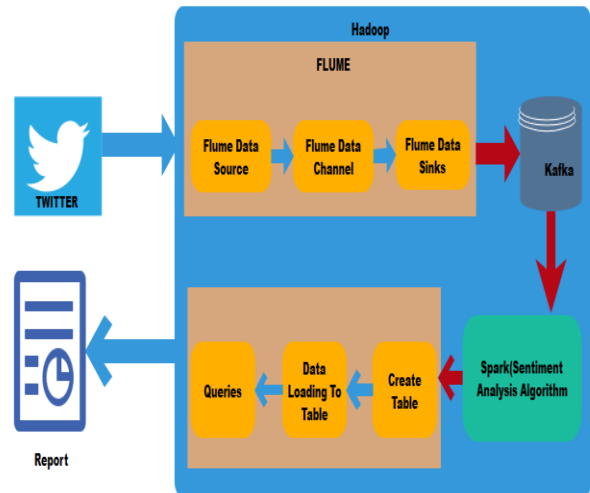 Hadoop
FLUME
Flume Data
Source
Flume Data
Channel
Flume Data
Sinks
Kafka
TWITTER
Spark(Sentiment
Analysis Algorithm
Create
Table
Data
Loading To
Table
Queries
Report